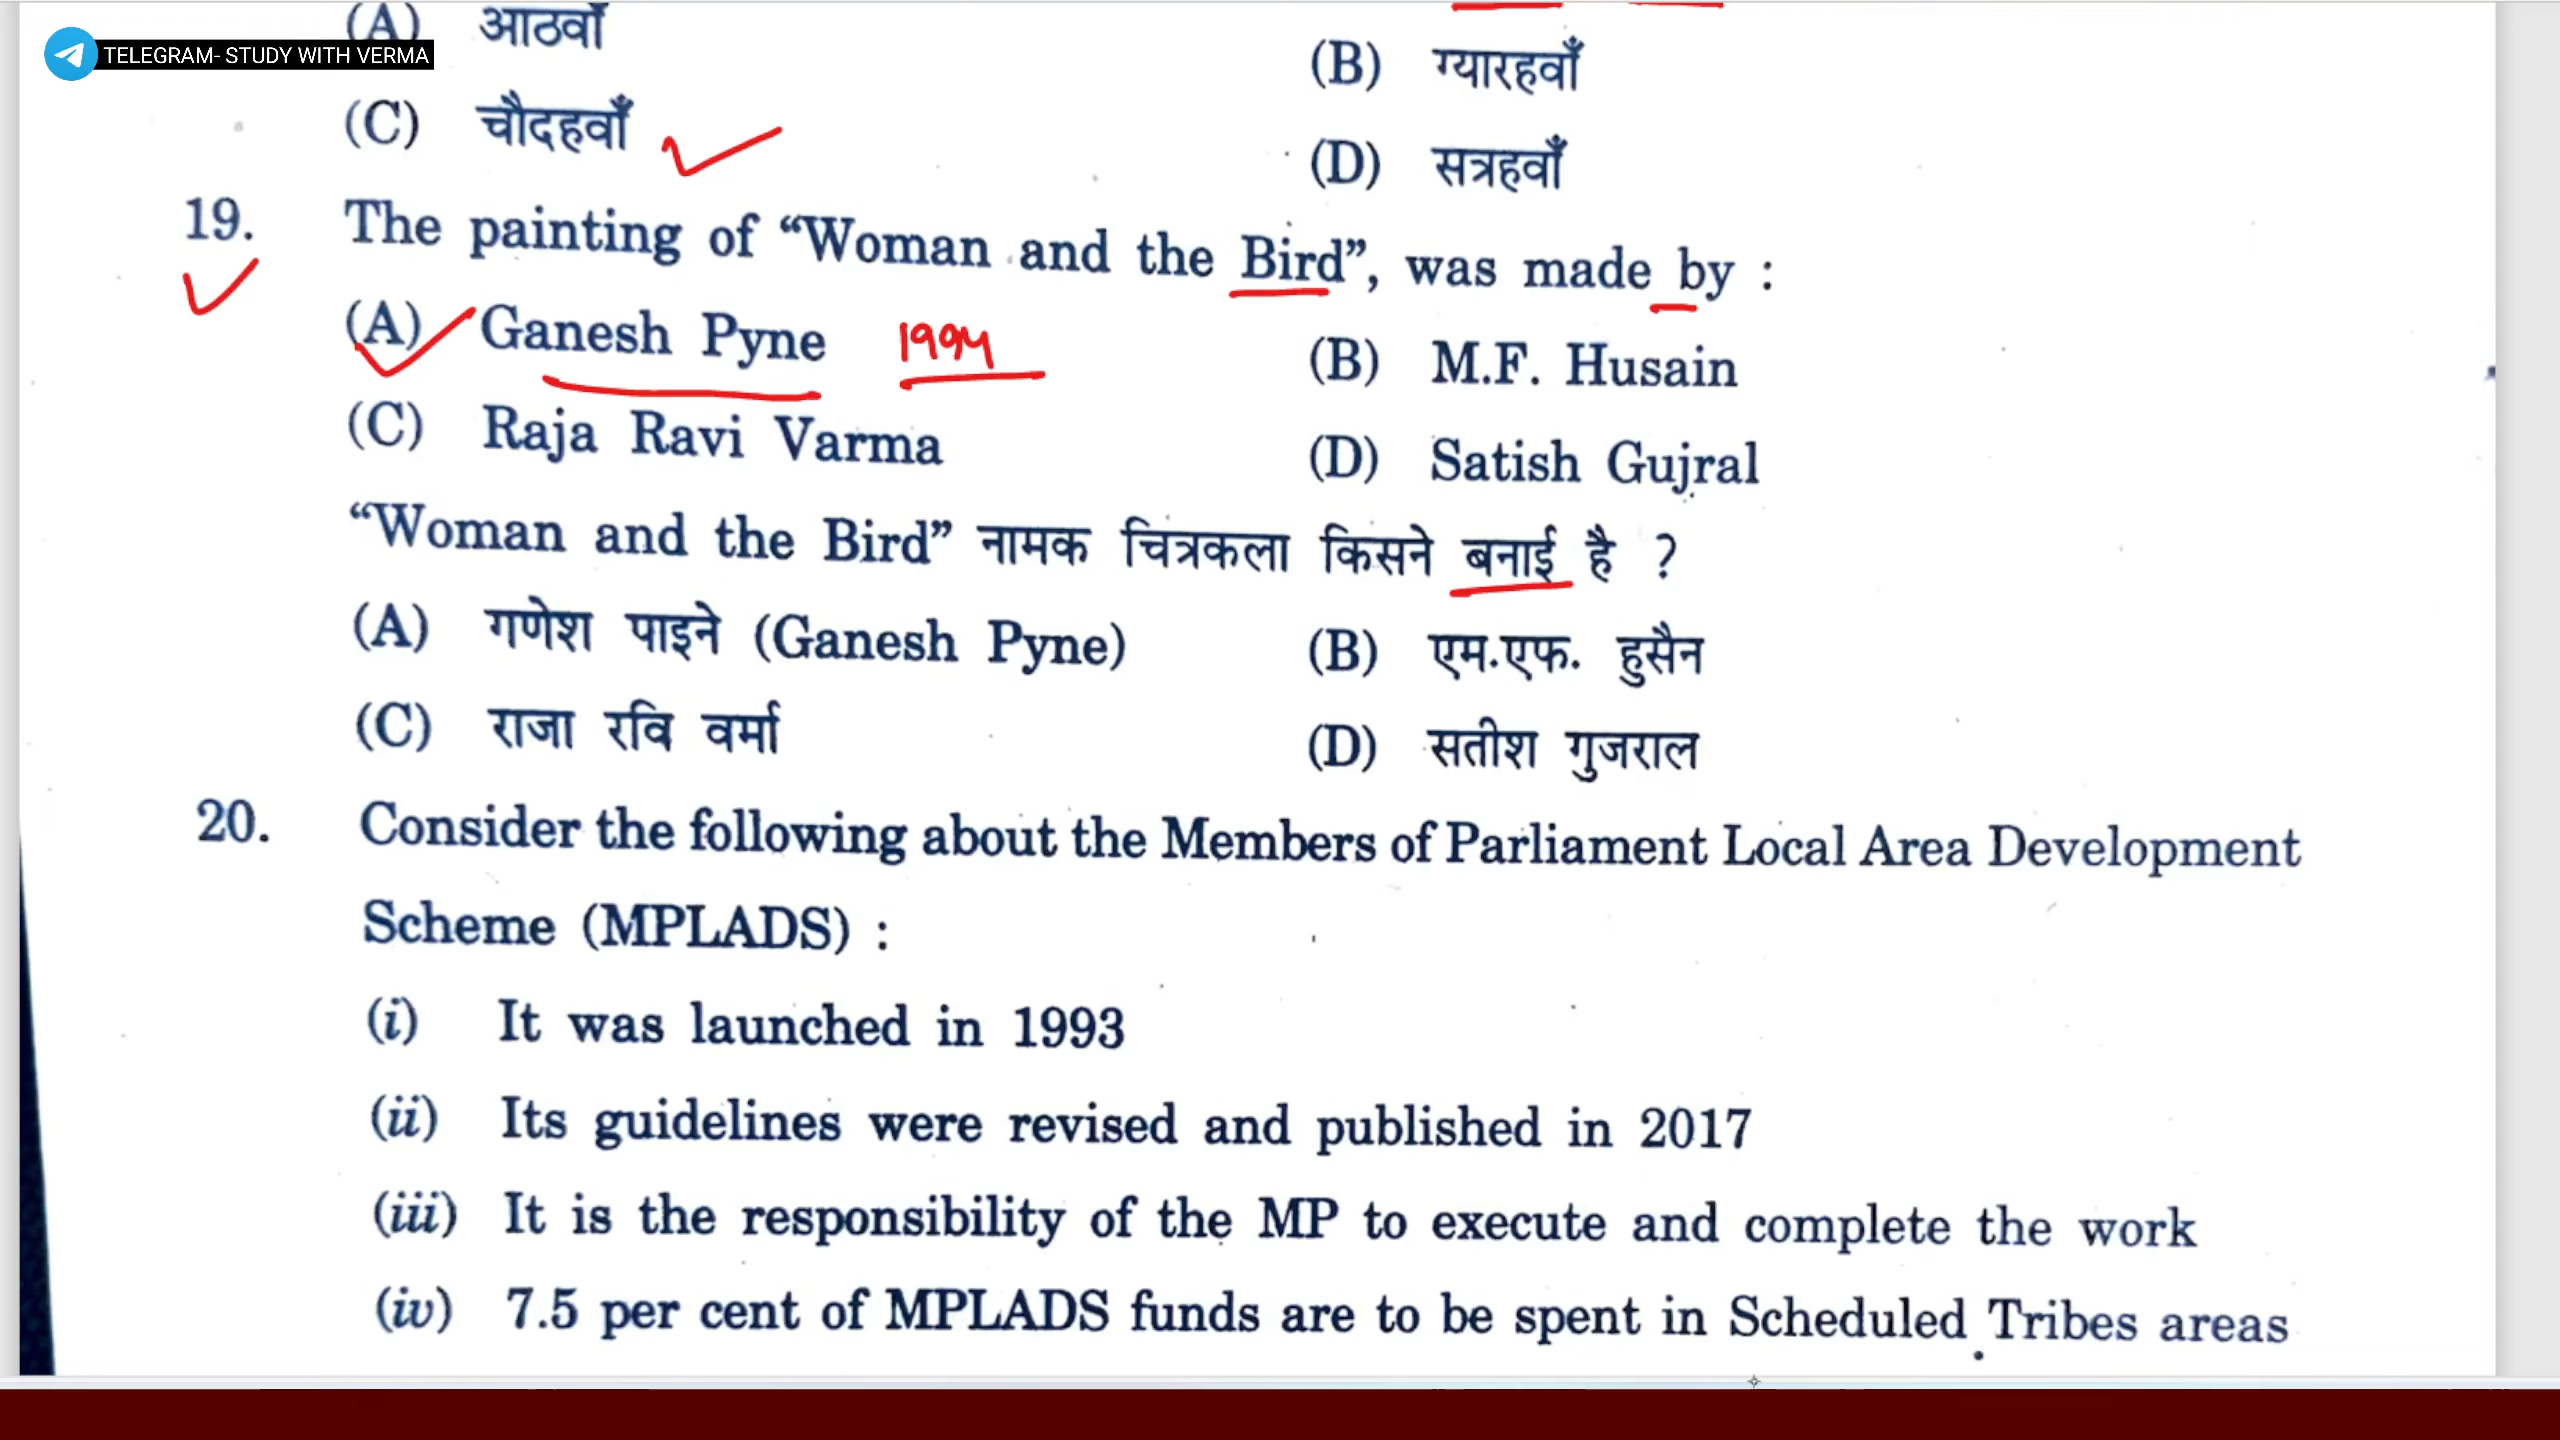 (A) आठवाँ
TELEGRAM- STUDY WITH VERMA
(B) ग्यारहवाँ
(C) चौदहवाँ
(D) सत्रहवाँ
19. The painting of “Woman and the Bird”, was made by :
(A) Ganesh Pyne 1994
(B) M.F. Husain
(C) Raja Ravi Varma
(D) Satish Gujral
“Woman and the Bird” नामक चित्रकला किसने बनाई है ?
(A) गणेश पाइने (Ganesh Pyne)
(B) एम.एफ. हुसैन
(C) राजा रवि वर्मा
(D) सतीश गुजराल
20. Consider the following about the Members of Parliament Local Area Development
Scheme (MPLADS) :
(i) It was launched in 1993
(ii) Its guidelines were revised and published in 2017
(iii) It is the responsibility of the MP to execute and complete the work
(iv) 7.5 per cent of MPLADS funds are to be spent in Scheduled Tribes areas